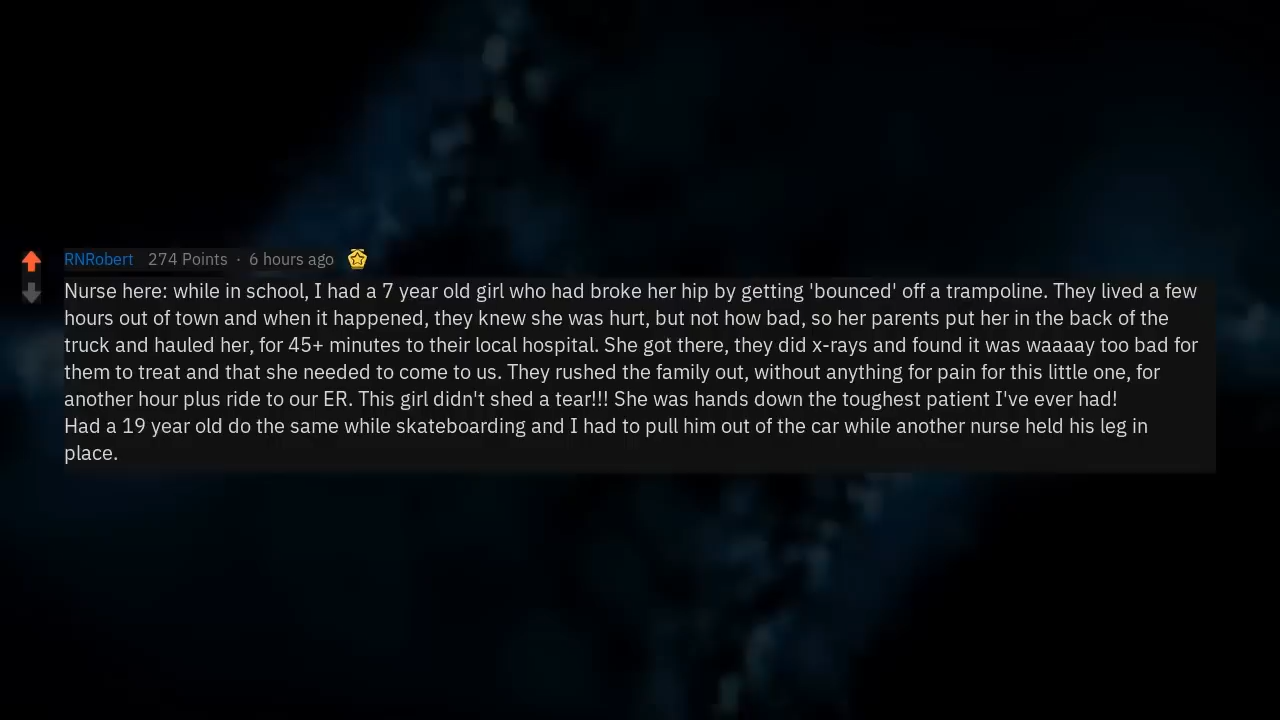 RNRobert 274 Points · 6 hours ago
Nurse here: while in school, I had a 7 year old girl who had broke her hip by getting 'bounced' off a trampoline. They lived a few
hours out of town and when it happened, they knew she was hurt, but not how bad, so her parents put her in the back of the
truck and hauled her, for 45+ minutes to their local hospital. She got there, they did x-rays and found it was waaaay too bad for
them to treat and that she needed to come to us. They rushed the family out, without anything for pain for this little one, for
another hour plus ride to our ER. This girl didn't shed a tear!!! She was hands down the toughest patient I've ever had!
Had a 19 year old do the same while skateboarding and I had to pull him out of the car while another nurse held his leg in
place.